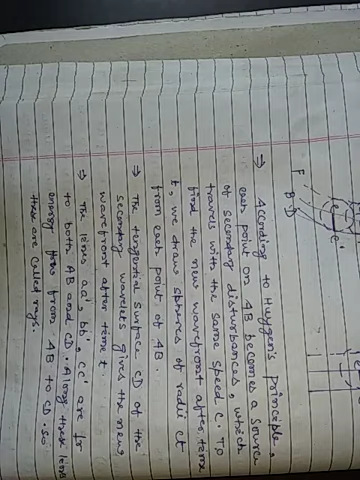 F
B D
e'
⇒ According to Huygen's principle,
each point on AB becomes a source
of secondary disturbances, which
travels with the same speed c. To
find the new wavefront after time
t, we draw spheres of radii ct
from each point of AB.
⇒ The tengential surface CD of the
secondary wavelets gives the new
wavefront after time t.
⇒ The lines aa', bb', cc' are ⊥r
to both AB and CD. Along these lines
energy flows from AB to CD. So
these are called rays.